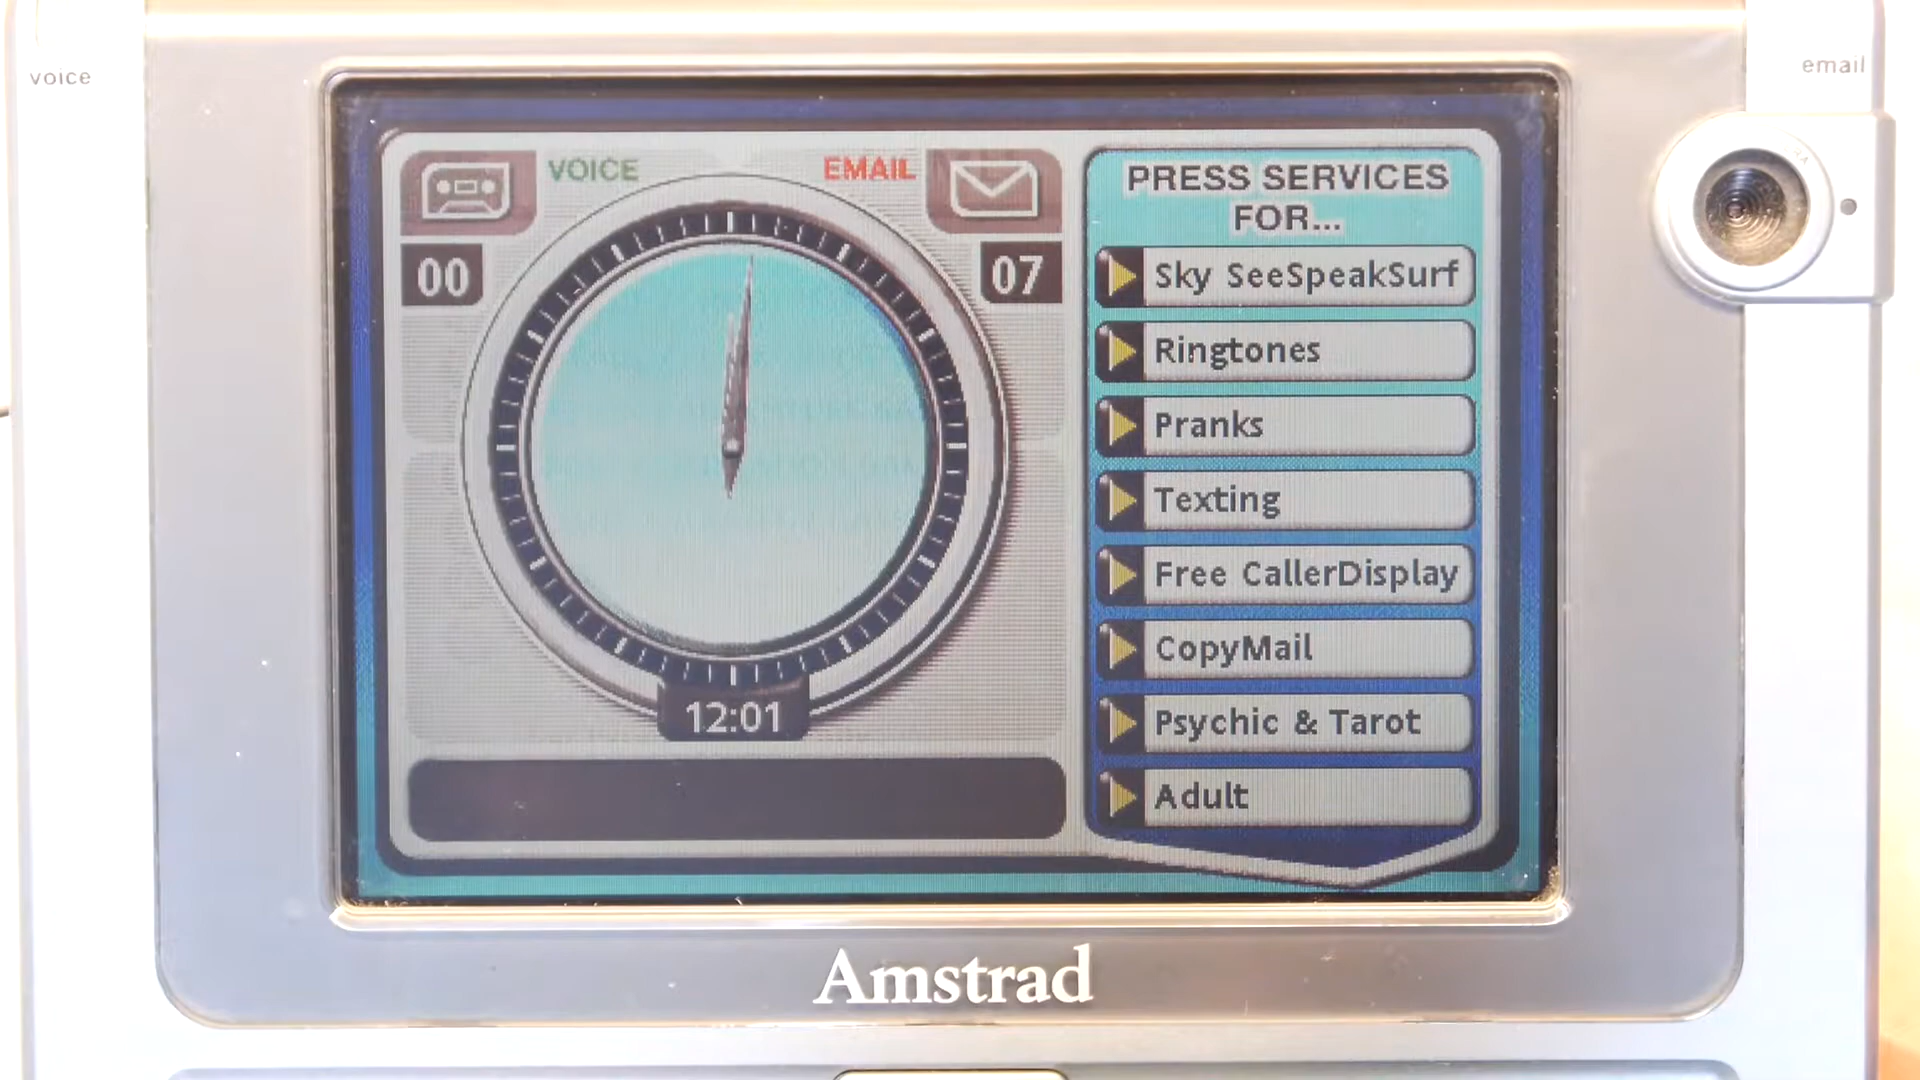 voice
email
VOICE
EMAIL
00
07
12:01
PRESS SERVICES
FOR...
Sky SeeSpeakSurf
Ringtones
Pranks
Texting
Free CallerDisplay
CopyMail
Psychic & Tarot
Adult
Amstrad